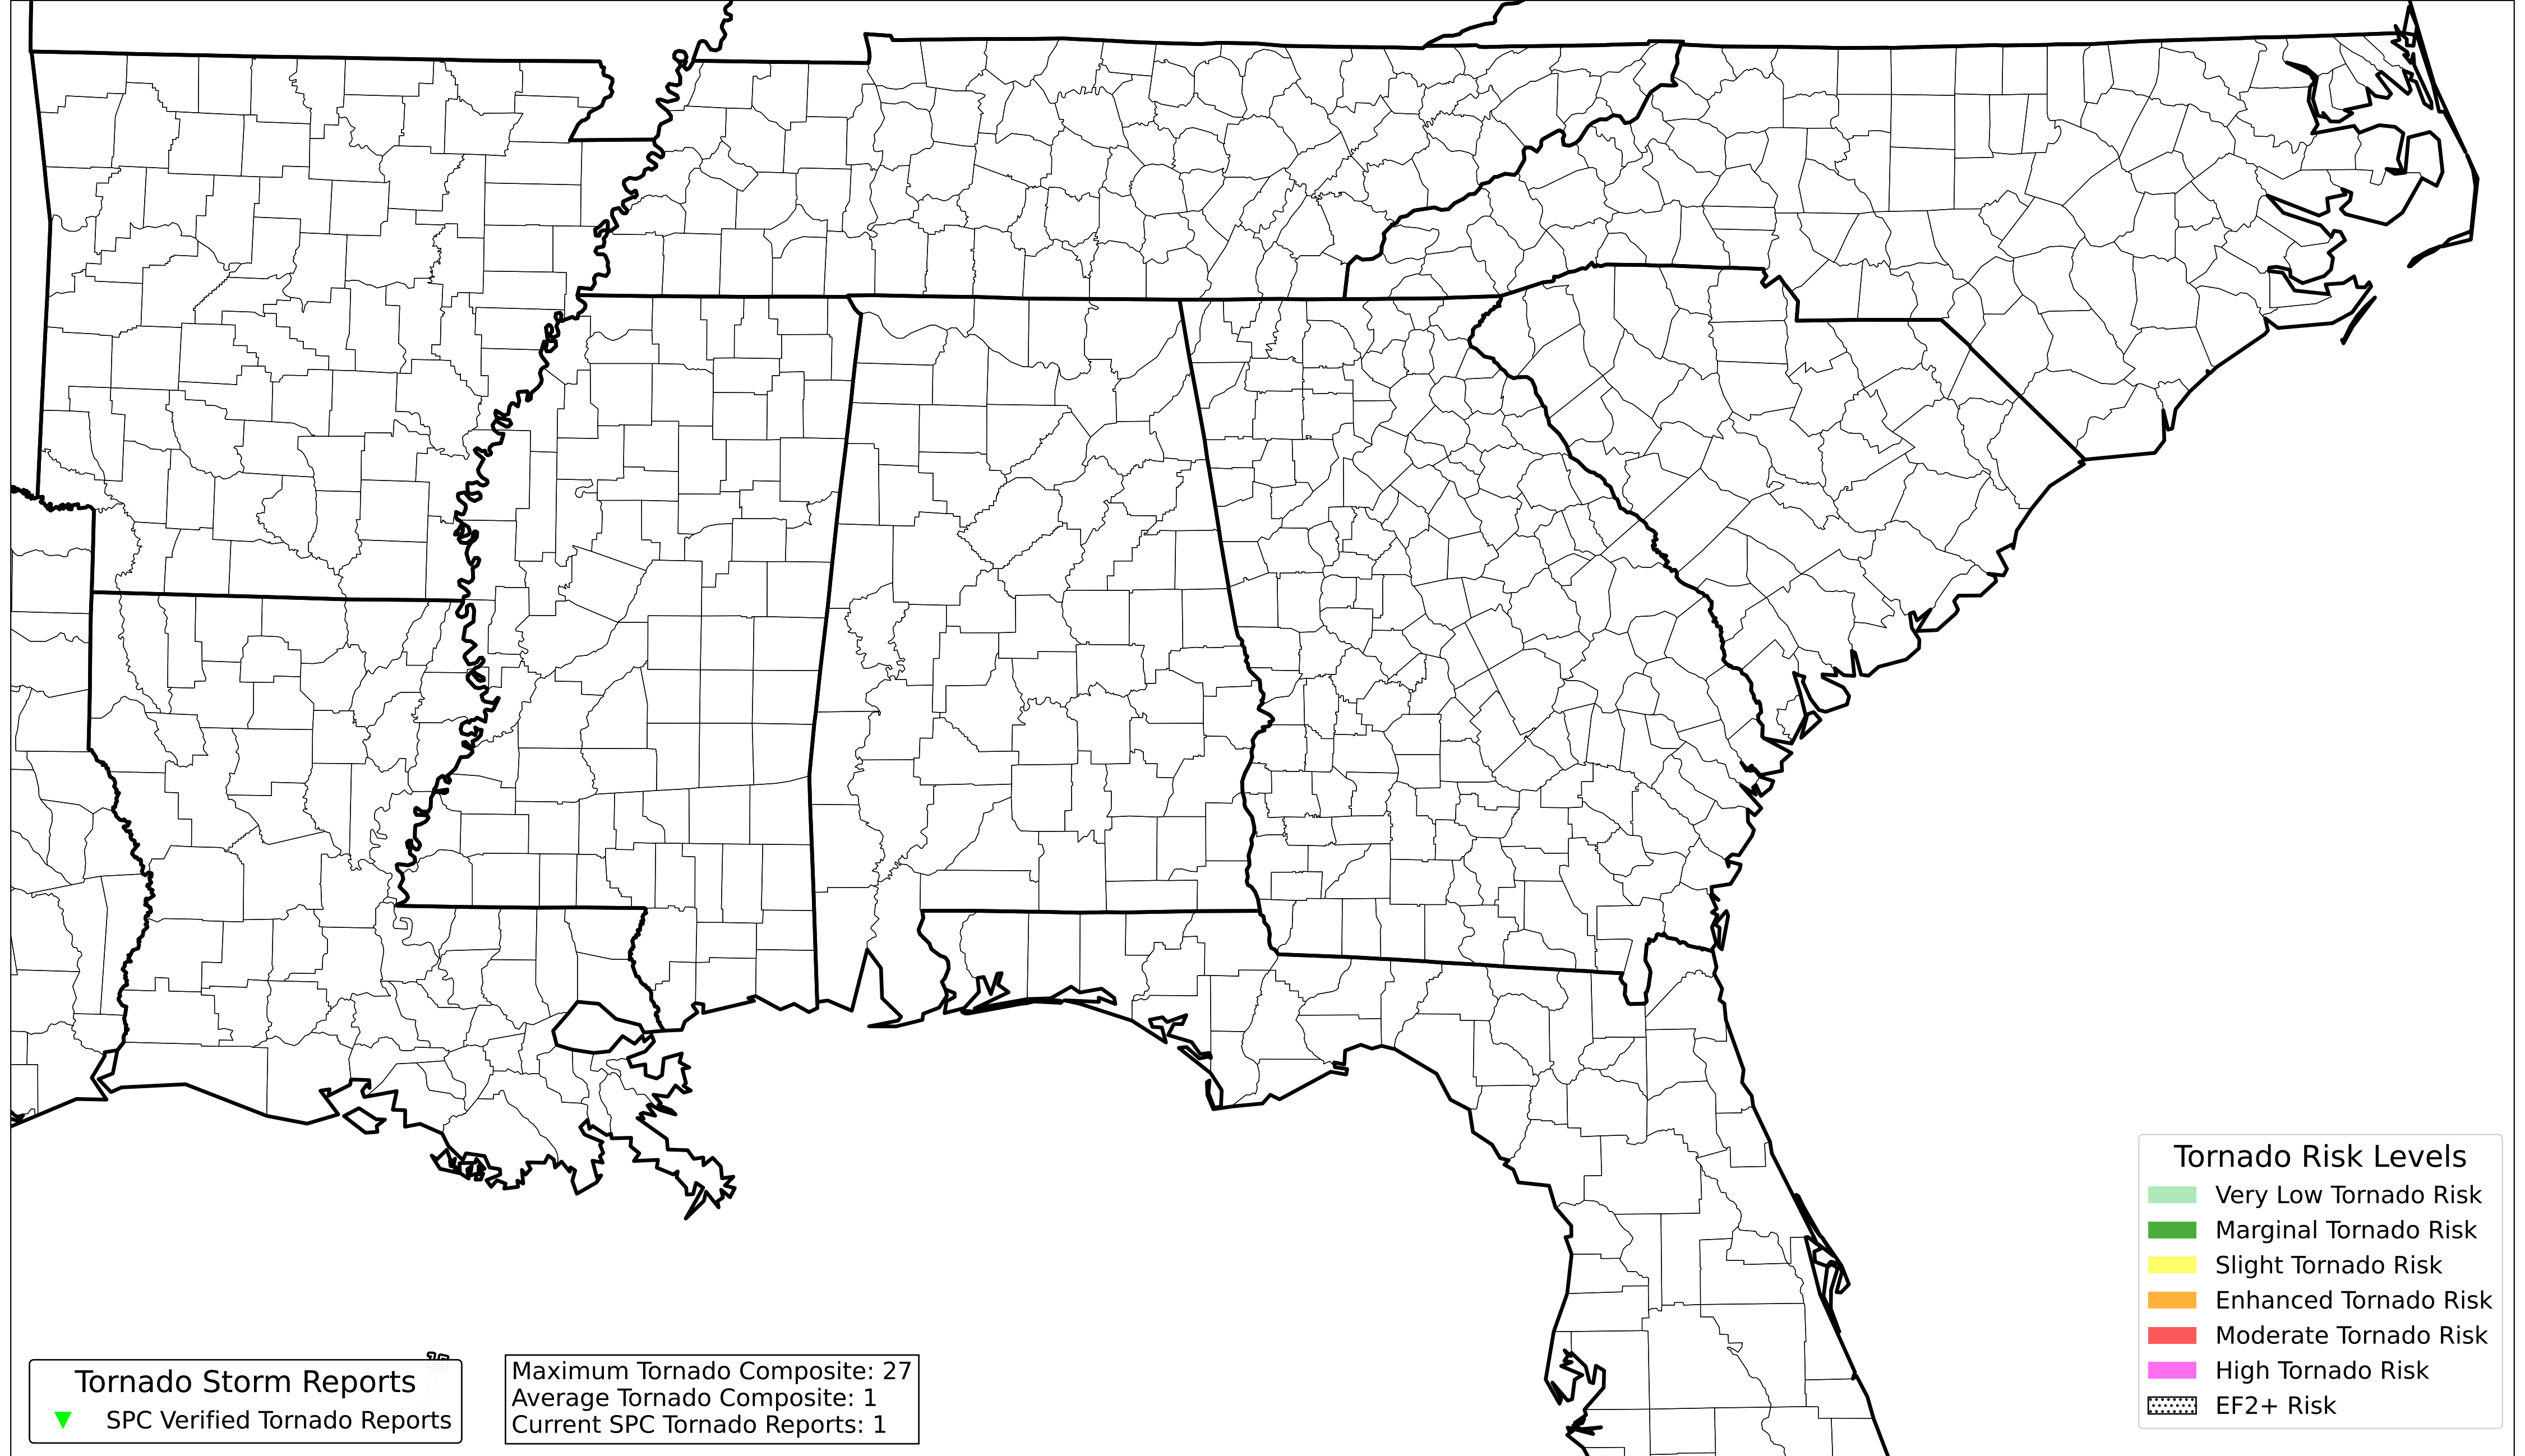 Tornado Risk Levels
Very Low Tornado Risk
Marginal Tornado Risk
Slight Tornado Risk
Enhanced Tornado Risk
Moderate Tornado Risk
High Tornado Risk
EF2+ Risk
Tornado Storm Reports
SPC Verified Tornado Reports
Maximum Tornado Composite: 27
Average Tornado Composite: 1
Current SPC Tornado Reports: 1